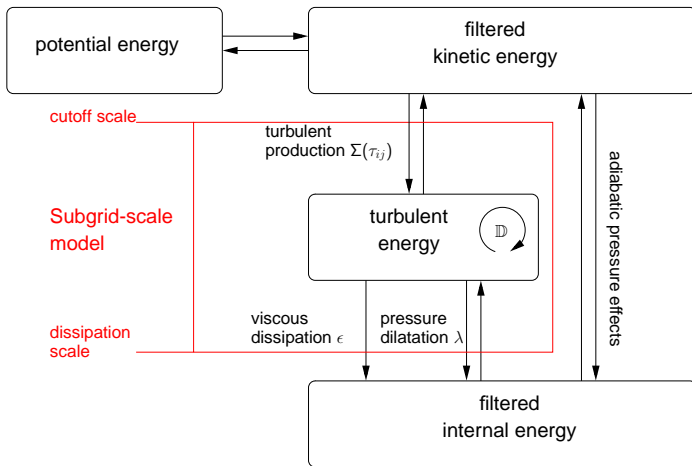 potential energy
filtered
kinetic energy
cutoff scale
turbulent
production Σ(τij)
Subgrid-scale
model
turbulent
energy
𝔻
adiabatic pressure effects
dissipation
scale
viscous
dissipation ϵ
pressure
dilatation λ
filtered
internal energy